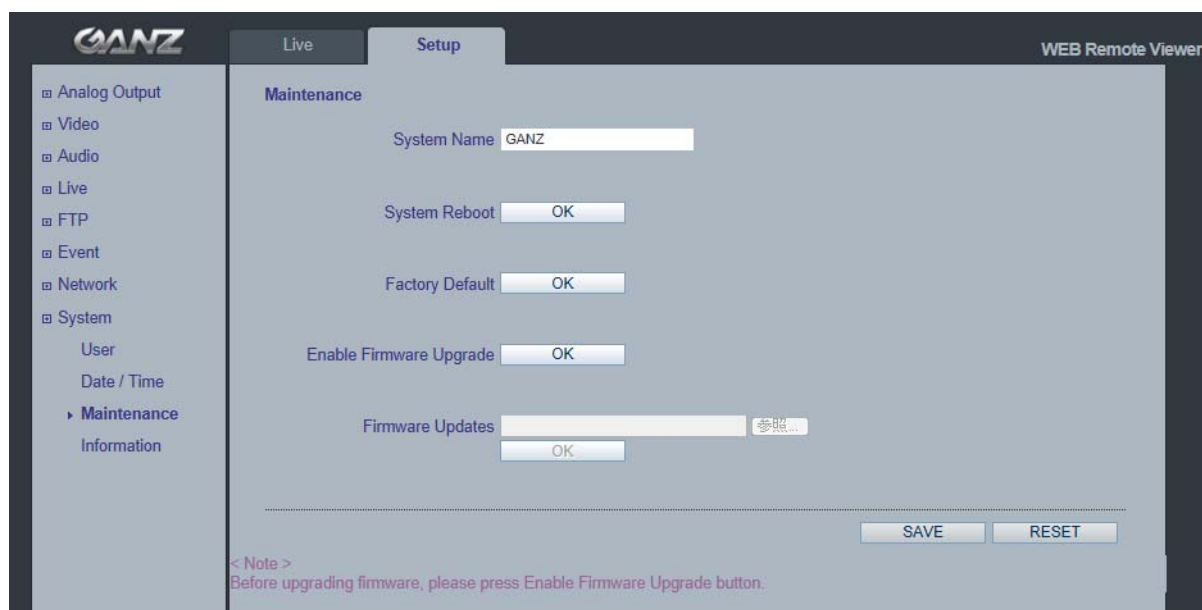 GANZ
Live
Setup
WEB Remote Viewer
Analog Output
Video
Audio
Live
FTP
Event
Network
System
User
Date / Time
Maintenance
Information
Maintenance
System Name GANZ
System Reboot OK
Factory Default OK
Enable Firmware Upgrade OK
Firmware Updates 参照...
OK
SAVE RESET
< Note >
Before upgrading firmware, please press Enable Firmware Upgrade button.